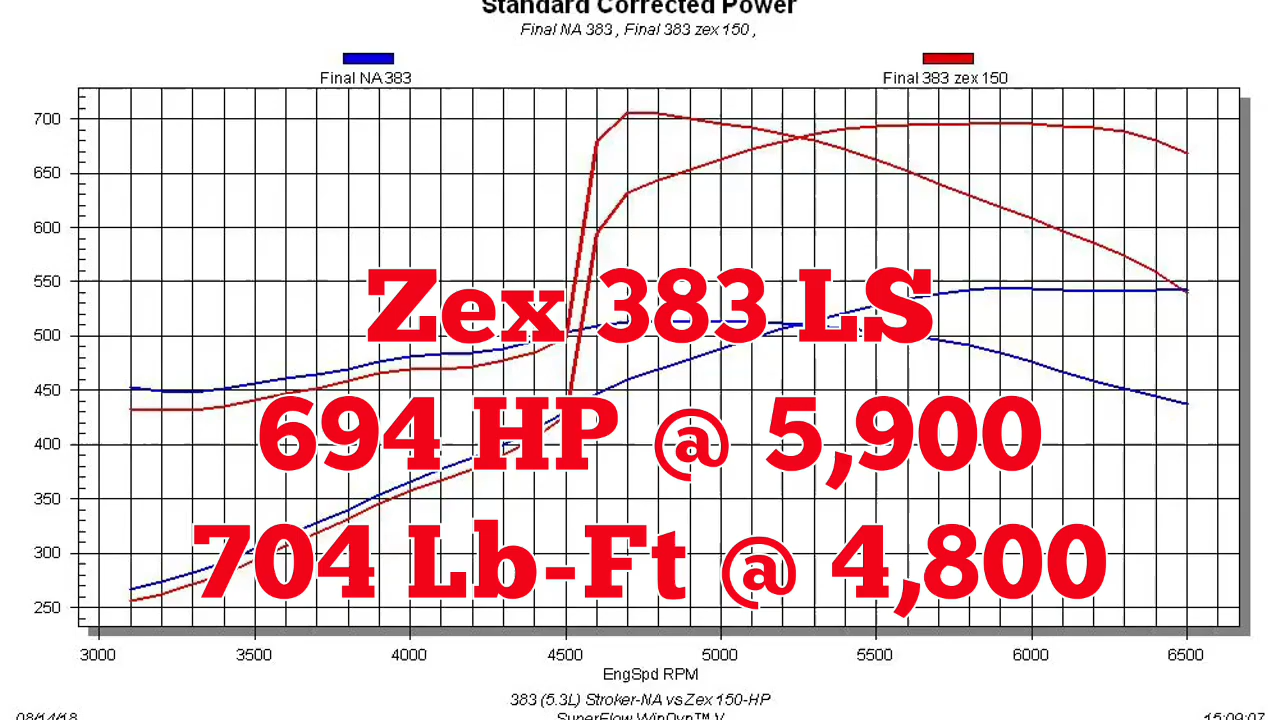 Standard Corrected Power
Final NA 383 , Final 383 zex 150 ,
Final NA 383
Final 383 zex 150
700
650
600
550
500
450
400
350
300
250
Zex 383 LS
694 HP @ 5,900
704 Lb-Ft @ 4,800
3000 3500 4000 4500 5000 5500 6000 6500
EngSpd RPM
383 (5.3L) Stroker-NA vs Zex 150-HP
08/14/18 SuperFlow WinDyn™ V 15:09:07